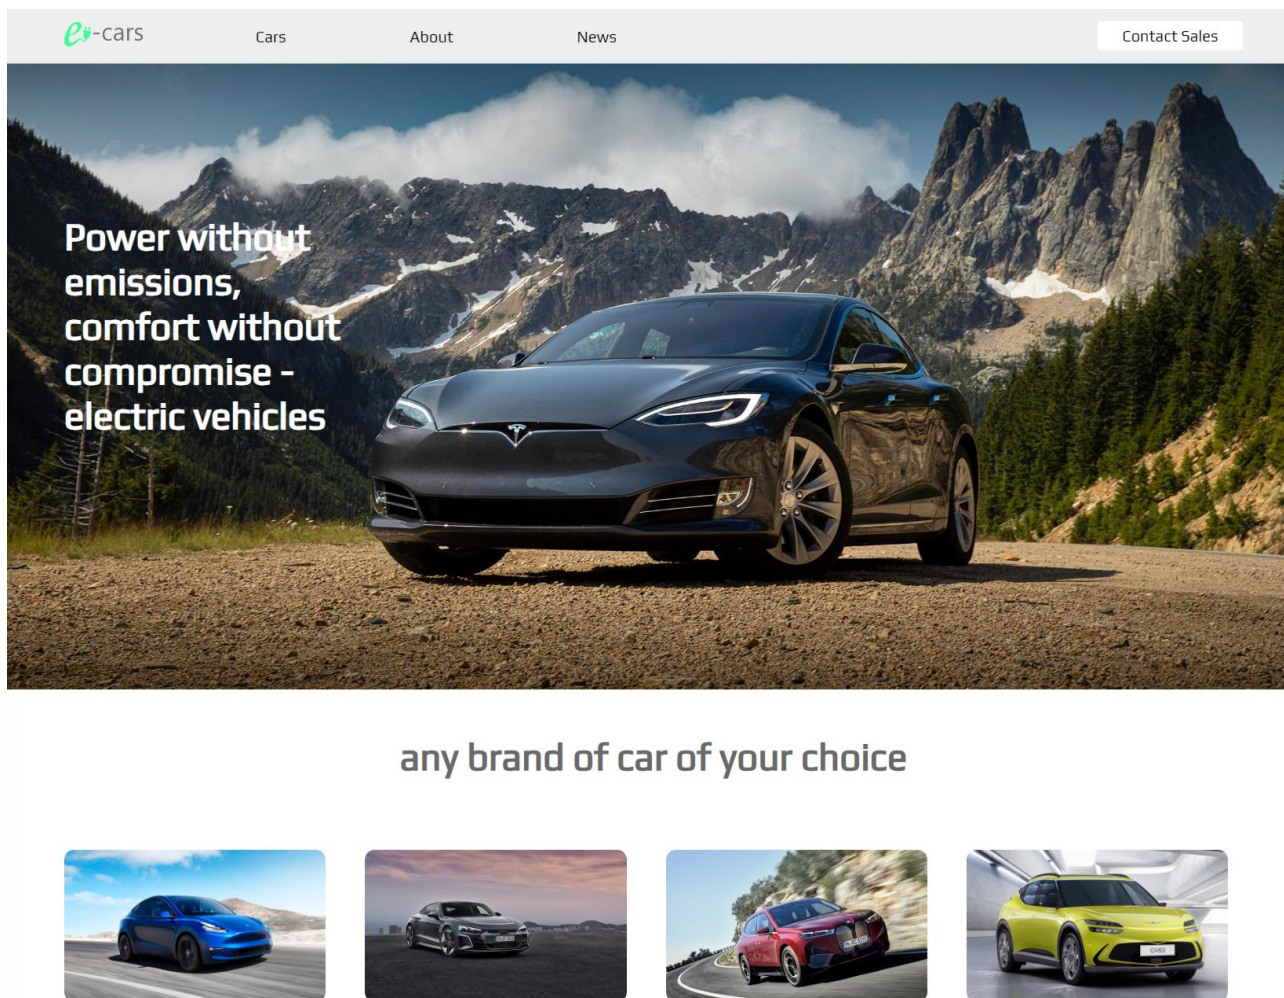 e-cars
Cars
About
News
Contact Sales
Power without
emissions,
comfort without
compromise -
electric vehicles
any brand of car of your choice
GV60